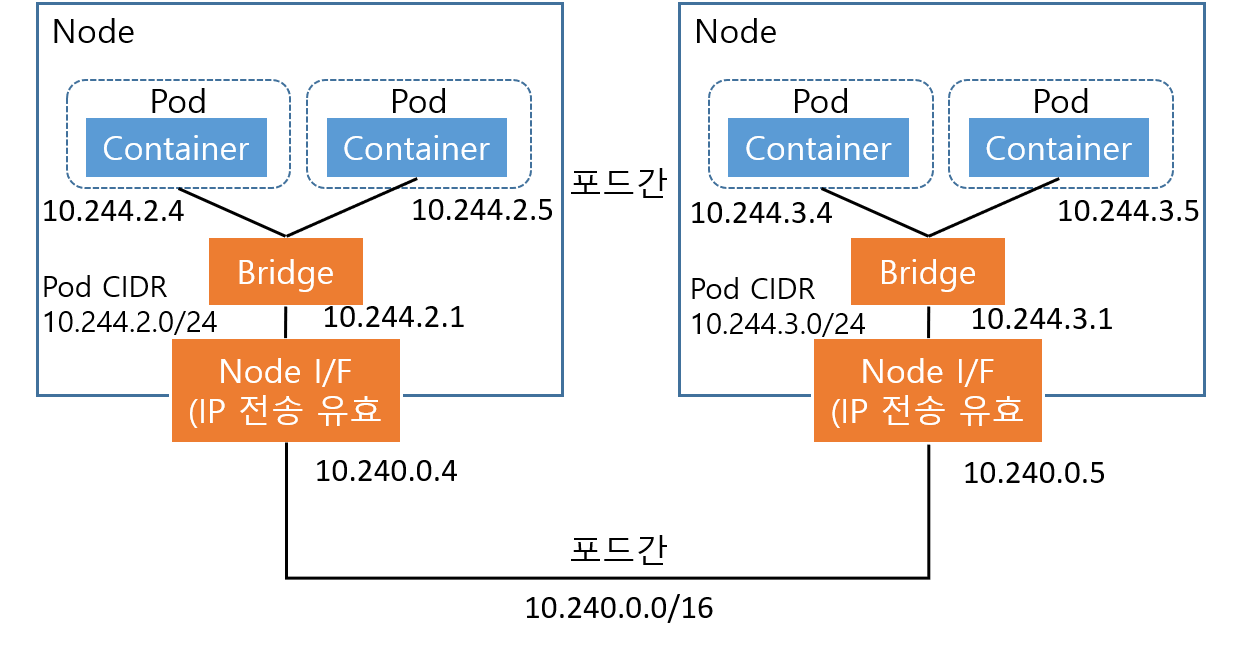 Node
Pod
Container
Pod
Container
10.244.2.4
10.244.2.5
Bridge
Pod CIDR
10.244.2.0/24
10.244.2.1
Node I/F
(IP 전송 유효
10.240.0.4
포드간
Node
Pod
Container
Pod
Container
10.244.3.4
10.244.3.5
Bridge
Pod CIDR
10.244.3.0/24
10.244.3.1
Node I/F
(IP 전송 유효
10.240.0.5
포드간
10.240.0.0/16